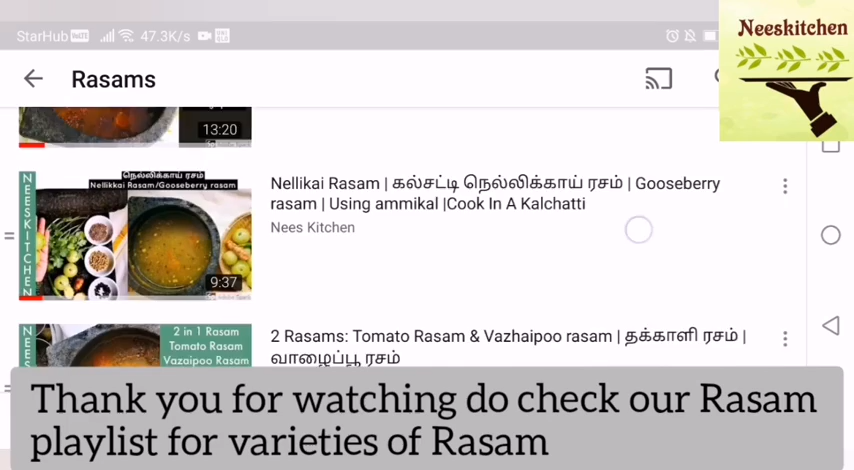 StarHub VoLTE 47.3K/s
Neeskitchen
Rasams
13:20
நெல்லிக்காய் ரசம்
Nellikkai Rasam/Gooseberry rasam
NEESKITCHEN
9:37
Nellikai Rasam | கல்சட்டி நெல்லிக்காய் ரசம் | Gooseberry
rasam | Using ammikal |Cook In A Kalchatti
Nees Kitchen
NEES
2 in 1 Rasam
Tomato Rasam
Vazaipoo Rasam
2 Rasams: Tomato Rasam & Vazhaipoo rasam | தக்காளி ரசம் |
வாழைப்பூ ரசம்
Thank you for watching do check our Rasam
playlist for varieties of Rasam